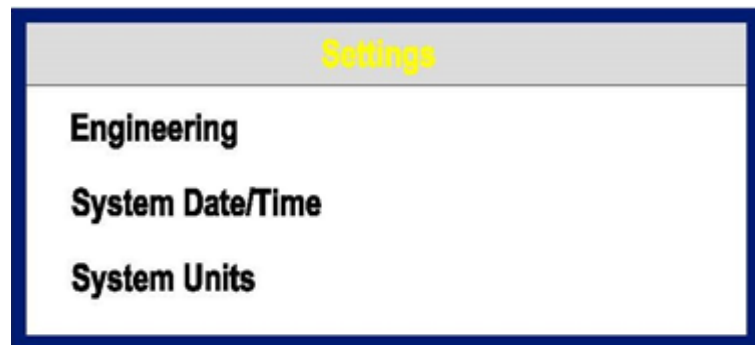 Settings
Engineering
System Date/Time
System Units